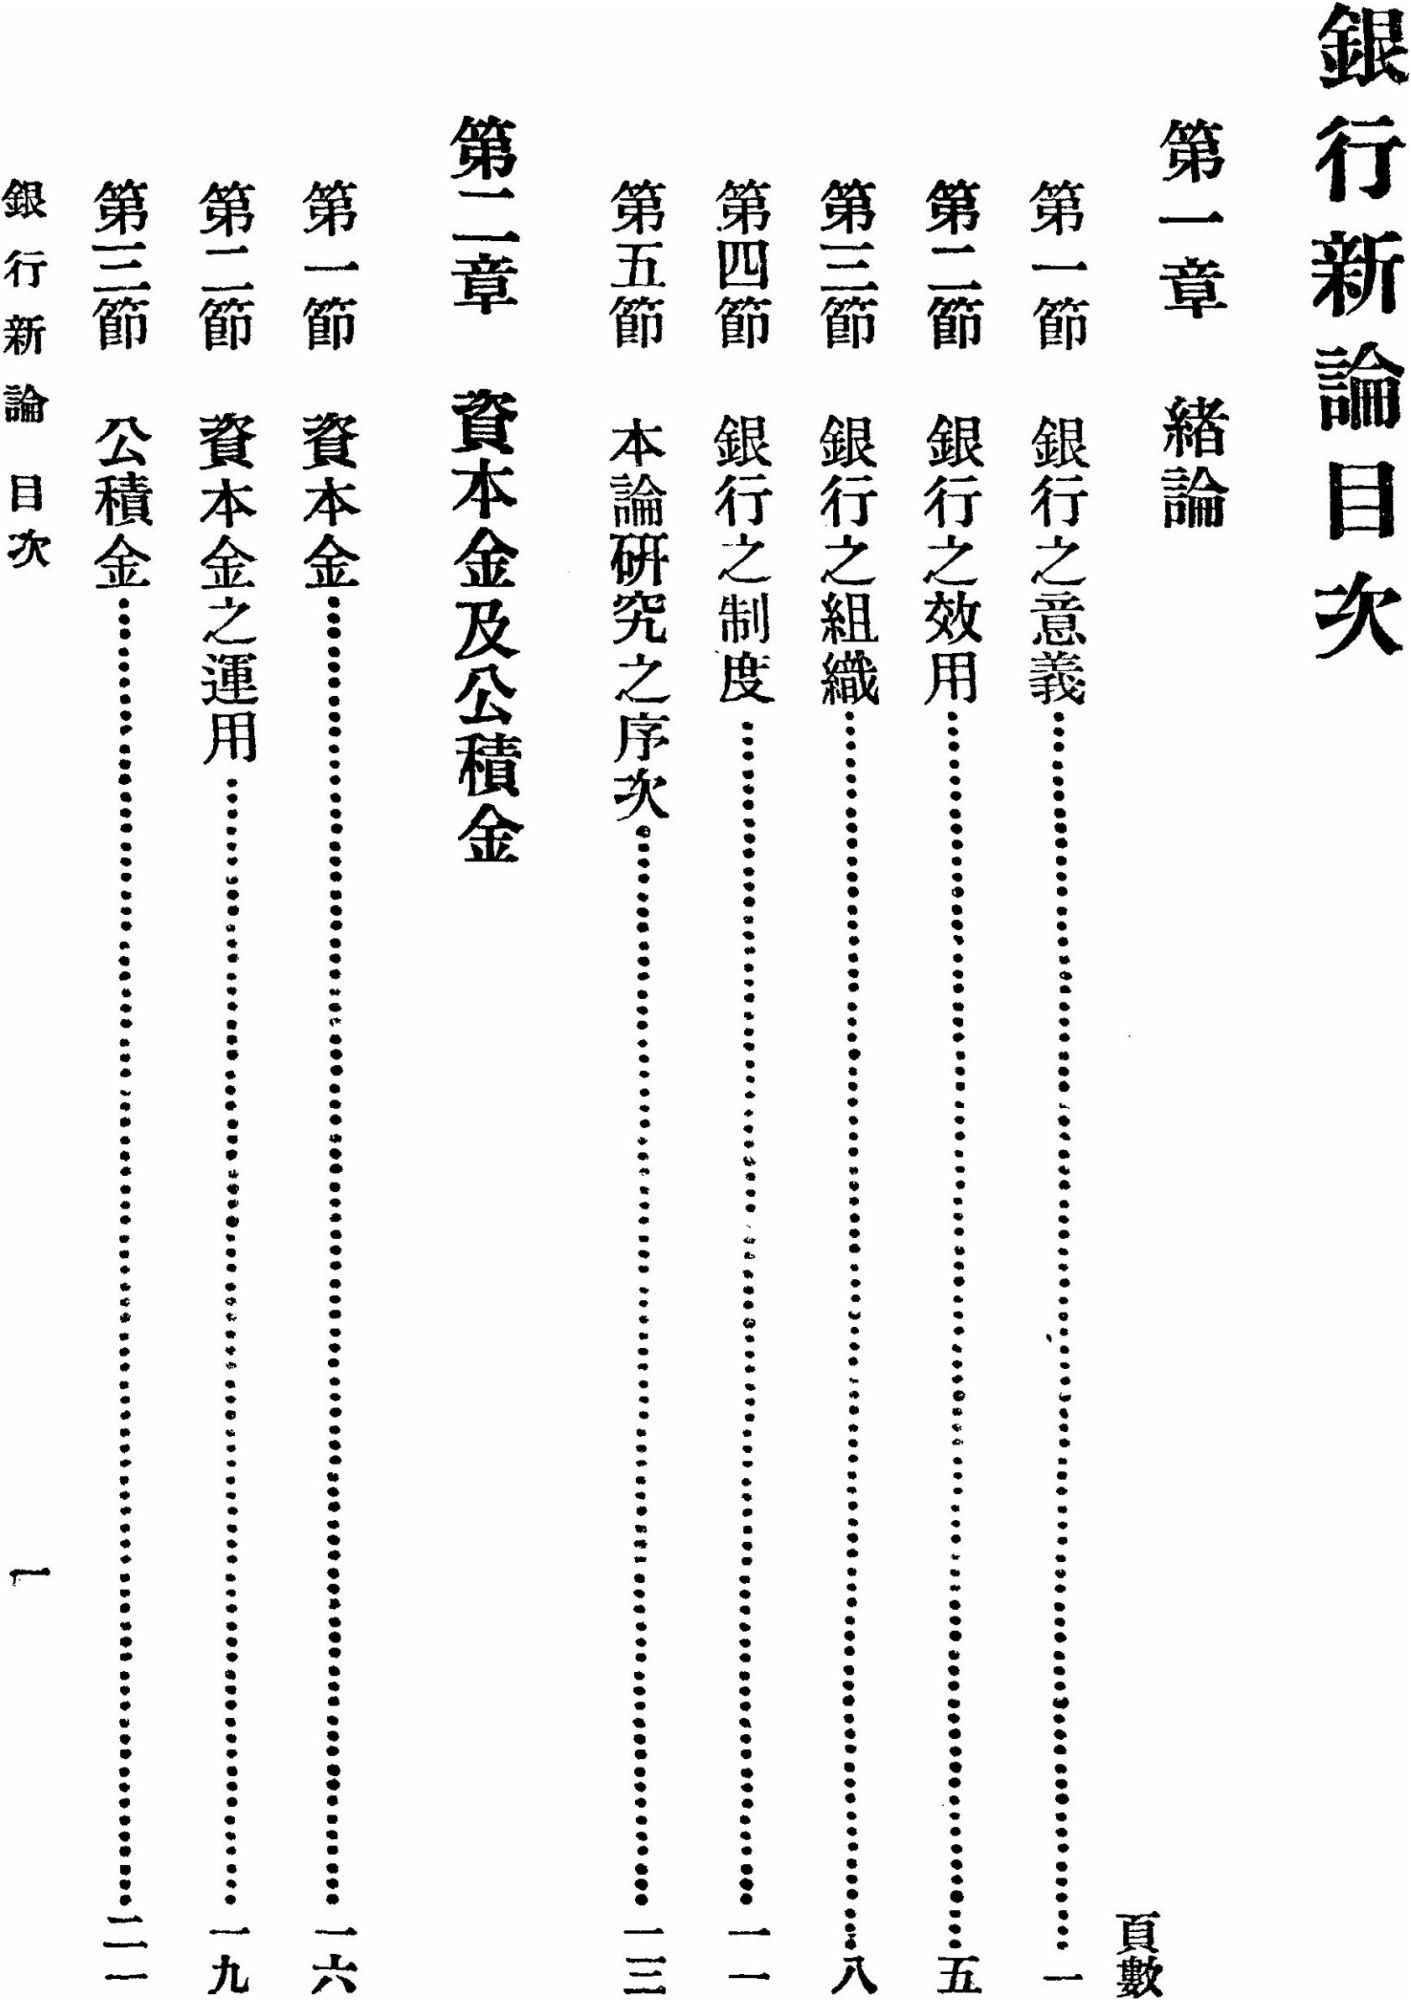 銀行新論目次
第一章 緒論
頁數
第一節 銀行之意義………一
第二節 銀行之效用………五
第三節 銀行之組織………八
第四節 銀行之制度………一一
第五節 本論研究之序次………一三
第二章 資本金及公積金
第一節 資本金………一六
第二節 資本金之運用………一九
第三節 公積金………二一
銀行新論 目次 一